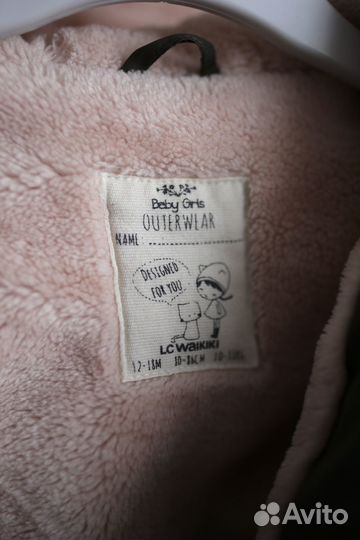 Baby Girls
OUTERWEAR
NAME
DESIGNED
FOR YOU
LC WAIKIKI
12-18M
Avito